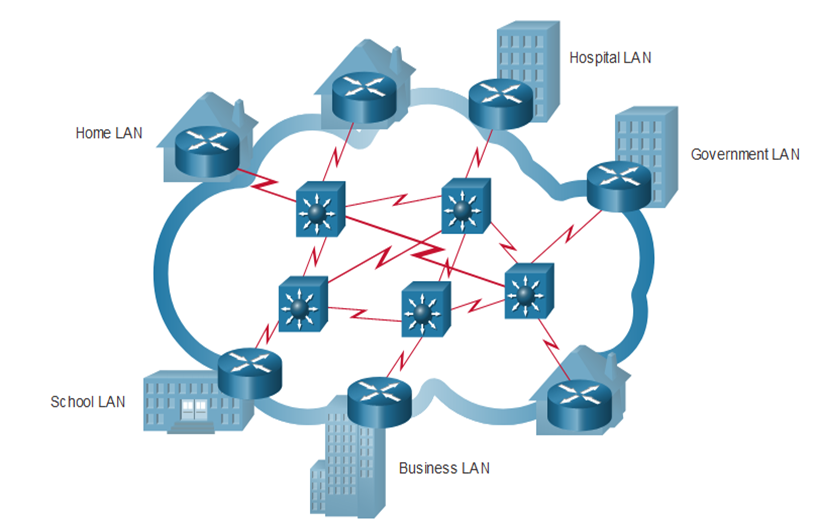 Hospital LAN
Home LAN
Government LAN
School LAN
Business LAN